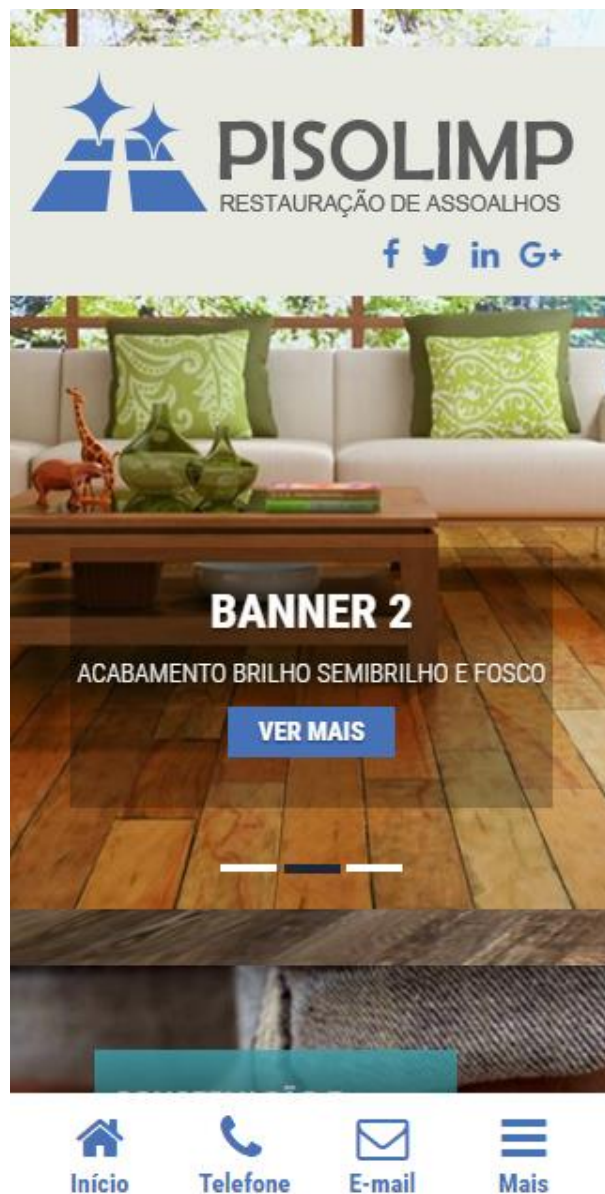 PISOLIMP
RESTAURAÇÃO DE ASSOALHOS
f in G+
BANNER 2
ACABAMENTO BRILHO SEMIBRILHO E FOSCO
VER MAIS
Início Telefone E-mail Mais